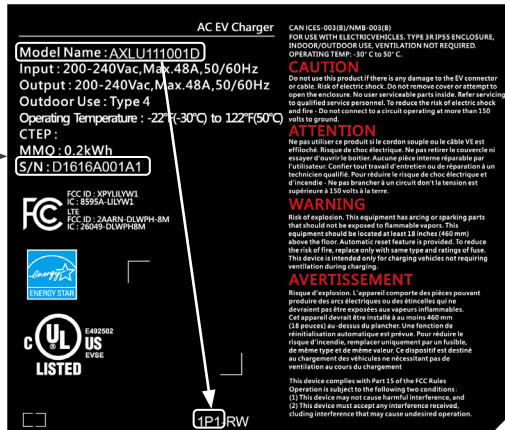 AC EV Charger
Model Name : AXLU111001D
Input : 200-240Vac,Max.48A,50/60Hz
Output : 200-240Vac,Max.48A,50/60Hz
Outdoor Use : Type 4
Operating Temperature : -22°F(-30°C) to 122°F(50°C)
CTEP :
MMQ : 0.2kWh
S/N : D1616A001A1
FC
FCC ID : XPYLILYW1
IC : 8595A-LILYW1
LTE
FCC ID : 2AARN-DLWPH-8M
IC : 26049-DLWPH8M
energy
ENERGY STAR
C UL US
LISTED
E492502
EVSE
1P1-RW
CAN ICES-003(B)/NMB-003(B)
FOR USE WITH ELECTRICVEHICLES. TYPE 3R IP55 ENCLOSURE,
INDOOR/OUTDOOR USE, VENTILATION NOT REQUIRED.
OPERATING TEMP: -30° C to 50° C.
CAUTION
Do not use this product if there is any damage to the EV connector
or cable. Risk of electric shock. Do not remove cover or attempt to
open the enclosure. No user serviceable parts inside. Refer servicing
to qualified service personnel. To reduce the risk of electric shock
and fire - Do not connect to a circuit operating at more than 150
volts to ground.
ATTENTION
Ne pas utiliser ce produit si le cordon souple ou le câble VE est
effiloché. Risque de choc électrique. Ne pas retirer le couvercle ni
essayer d'ouvrir le boitier. Aucune pièce interne réparable par
l'utilisateur. Confier tout travail d'entretien ou de réparation à un
technicien qualifié. Pour réduire le risque de choc électrique et
d'incendie - Ne pas brancher à un circuit don't la tension est
supérieure à 150 volts à la terre.
WARNING
Risk of explosion. This equipment has arcing or sparking parts
that should not be exposed to flammable vapors. This
equipment should be located at least 18 inches (460 mm)
above the floor. Automatic reset feature is provided. To reduce
the risk of fire, replace only with same type and ratings of fuse.
This device is intended only for charging vehicles not requiring
ventilation during charging.
AVERTISSEMENT
Risque d'explosion. L'appareil comporte des pièces pouvant
produire des arcs électriques ou des étincelles qui ne
devraient pas être exposées aux vapeurs inflammables.
Cet appareil devrait être installé à au moins 460 mm
(18 pouces) au-dessus du plancher. Une fonction de
réinitialisation automatique est prévue. Pour réduire le
risque d'incendie, remplacer uniquement par un fusible,
de même type et de même valeur. Ce dispositif est destiné
au chargement des véhicules ne nécessitant pas de
ventilation au cours du chargement
This device complies with Part 15 of the FCC Rules
Operation is subject to the following two conditions :
(1) This device may not cause harmful interference, and
(2) This device must accept any interference received,
cluding interference that may cause undesired operation.